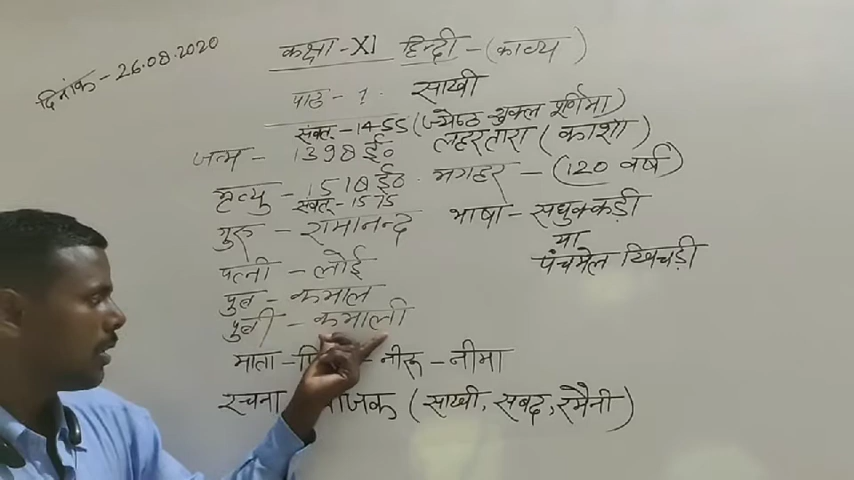 दिनांक - 26.08.2020
कक्षा - XI हिन्दी - (काव्य)
पाठ - 1. साखी
संवत् - 1455 (ज्येष्ठ शुक्ल पूर्णिमा)
जन्म - 1398 ई० लहरतारा (काशी)
मृत्यु - 1518 ई० मगहर - (120 वर्ष)
संवत् - 1575
गुरू - रामानन्द भाषा - सधुक्कड़ी
या
पत्नी - लोई पंचमेल खिचड़ी
पुत्र - कमाल
पुत्री - कमाली
माता - - नीरू - नीमा
रचना (साखी, सबद, रमैनी)